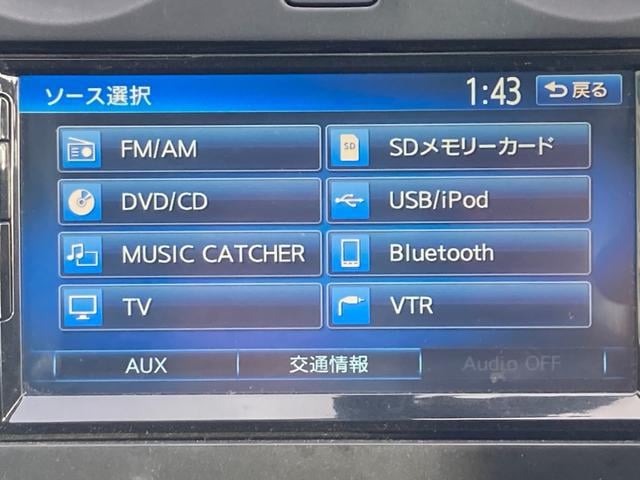 ソース選択 1:43 戻る
FM/AM SD SDメモリーカード
DVD/CD USB/iPod
MUSIC CATCHER Bluetooth
TV VTR
AUX 交通情報 Audio OFF